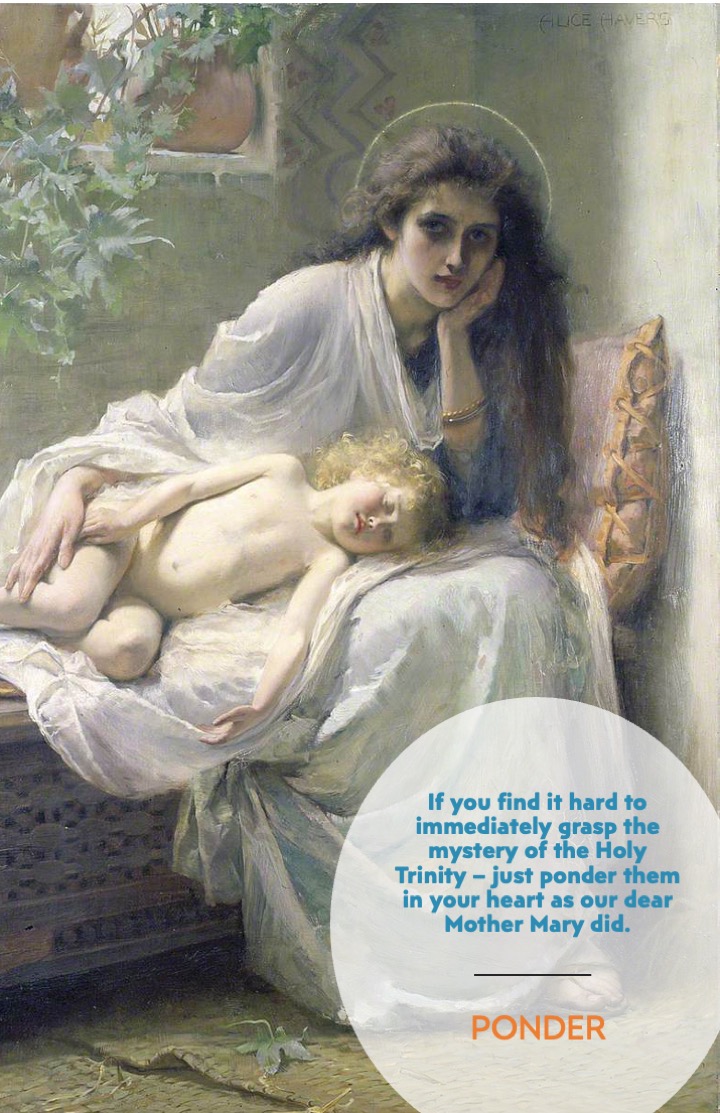 ALICE HAVERS
If you find it hard to
immediately grasp the
mystery of the Holy
Trinity – just ponder them
in your heart as our dear
Mother Mary did.
PONDER